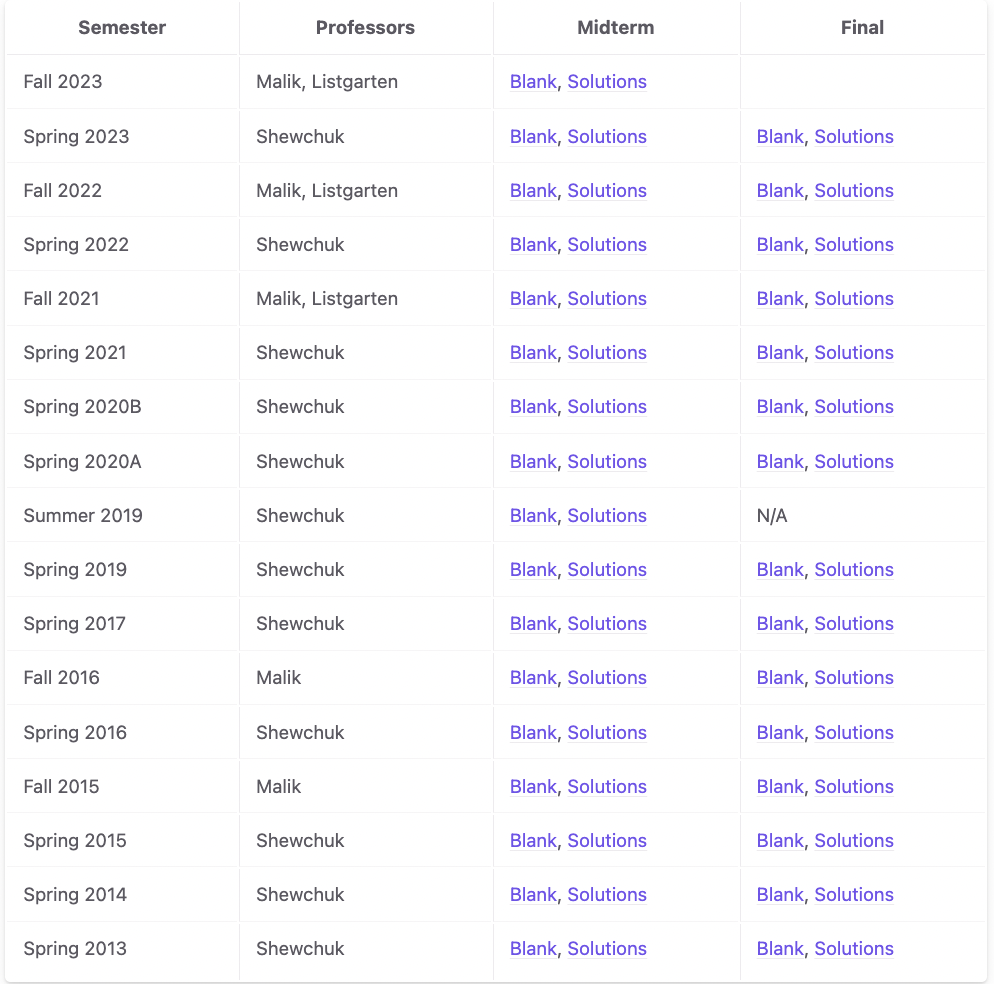 Semester Professors Midterm Final
Fall 2023 Malik, Listgarten Blank, Solutions
Spring 2023 Shewchuk Blank, Solutions Blank, Solutions
Fall 2022 Malik, Listgarten Blank, Solutions Blank, Solutions
Spring 2022 Shewchuk Blank, Solutions Blank, Solutions
Fall 2021 Malik, Listgarten Blank, Solutions Blank, Solutions
Spring 2021 Shewchuk Blank, Solutions Blank, Solutions
Spring 2020B Shewchuk Blank, Solutions Blank, Solutions
Spring 2020A Shewchuk Blank, Solutions Blank, Solutions
Summer 2019 Shewchuk Blank, Solutions N/A
Spring 2019 Shewchuk Blank, Solutions Blank, Solutions
Spring 2017 Shewchuk Blank, Solutions Blank, Solutions
Fall 2016 Malik Blank, Solutions Blank, Solutions
Spring 2016 Shewchuk Blank, Solutions Blank, Solutions
Fall 2015 Malik Blank, Solutions Blank, Solutions
Spring 2015 Shewchuk Blank, Solutions Blank, Solutions
Spring 2014 Shewchuk Blank, Solutions Blank, Solutions
Spring 2013 Shewchuk Blank, Solutions Blank, Solutions